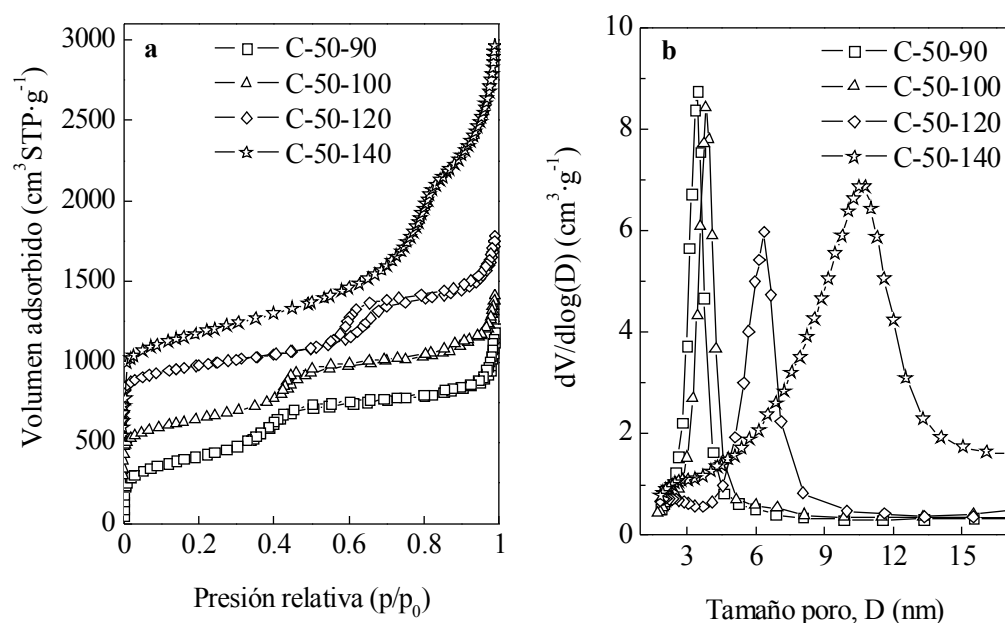 a
C-50-90
C-50-100
C-50-120
C-50-140
3000
2500
2000
1500
1000
500
0
0 0.2 0.4 0.6 0.8 1
Volumen adsorbido (cm³STP·g⁻¹)
Presión relativa (p/p₀)
b
C-50-90
C-50-100
C-50-120
C-50-140
10
8
6
4
2
0
3 6 9 12 15
dV/dlog(D) (cm³·g⁻¹)
Tamaño poro, D (nm)